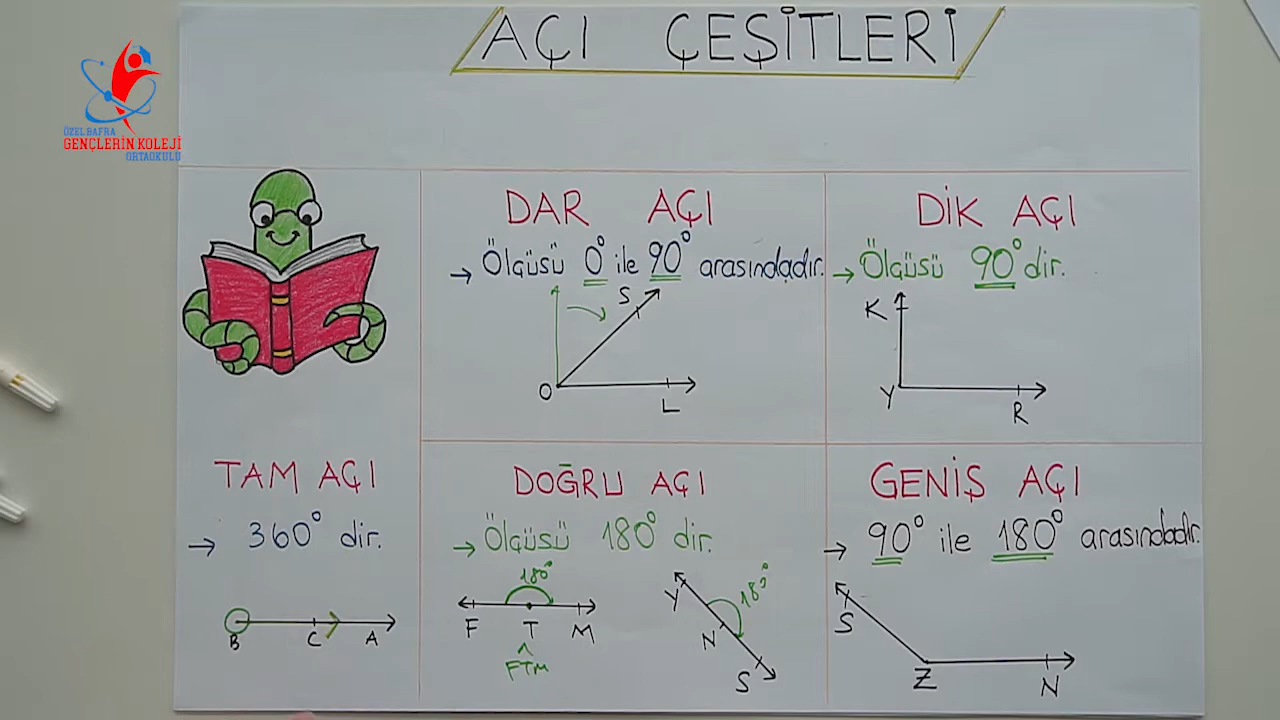 AÇI ÇEŞİTLERİ
ÖZEL BAFRA
GENÇLERİN KOLEJİ
ORTAOKULU
DAR AÇI
→ Ölçüsü 0° ile 90° arasındadır.
S
O
L
DİK AÇI
→ Ölçüsü 90° dir.
K
Y
R
TAM AÇI
→ 360° dir.
B C A
DOĞRU AÇI
→ Ölçüsü 180° dir.
180°
F T M
FTM
Y
180°
N
S
GENİŞ AÇI
→ 90° ile 180° arasındadır.
S
Z
N